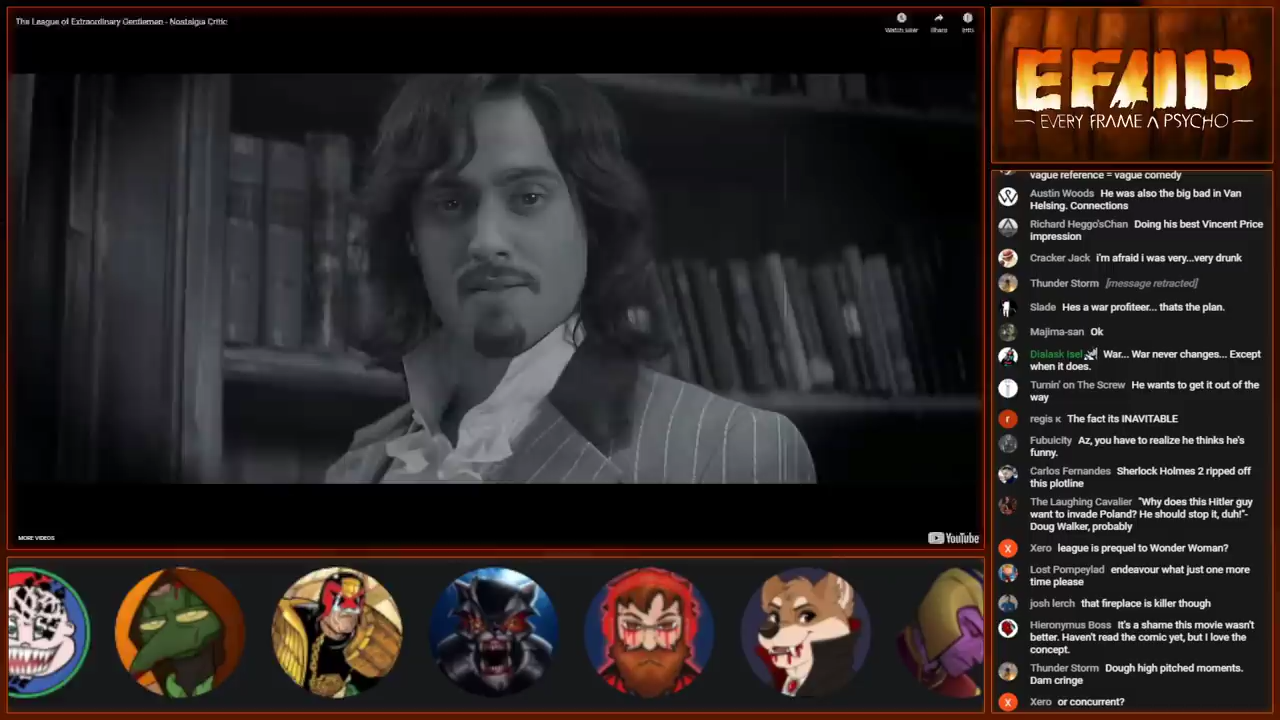 The League of Extraordinary Gentlemen - Nostalgia Critic
Watch later
Share
Info
MORE VIDEOS
YouTube
EFAP
EVERY FRAME A PSYCHO
vague reference = vague comedy
Austin Woods He was also the big bad in Van
Helsing. Connections
Richard Heggo'sChan Doing his best Vincent Price
impression
Cracker Jack i'm afraid i was very...very drunk
Thunder Storm [message retracted]
Slade Hes a war profiteer... thats the plan.
Majima-san Ok
Dialask Isel War... War never changes... Except
when it does.
Turnin' on The Screw He wants to get it out of the
way
regis κ The fact its INAVITABLE
Fubuicity Az, you have to realize he thinks he's
funny.
Carlos Fernandes Sherlock Holmes 2 ripped off
this plotline
The Laughing Cavalier "Why does this Hitler guy
want to invade Poland? He should stop it, duh!"-
Doug Walker, probably
Xero league is prequel to Wonder Woman?
Lost Pompeylad endeavour what just one more
time please
josh lerch that fireplace is killer though
Hieronymus Boss It's a shame this movie wasn't
better. Haven't read the comic yet, but I love the
concept.
Thunder Storm Dough high pitched moments.
Dam cringe
Xero or concurrent?